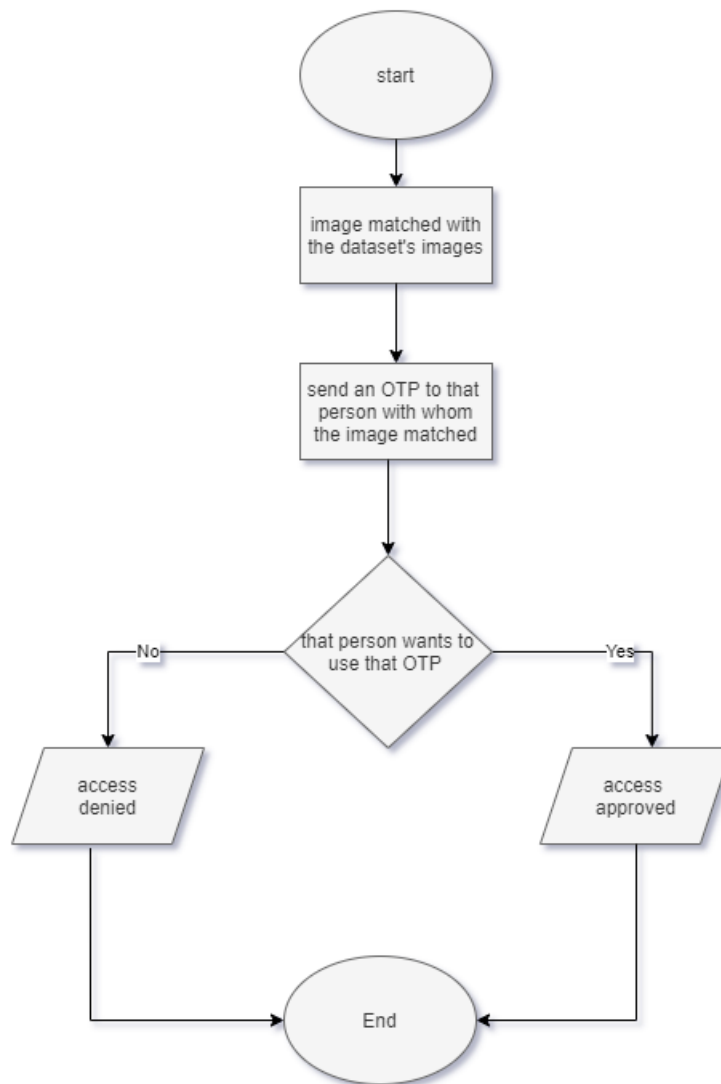 start
image matched with
the dataset's images
send an OTP to that
person with whom
the image matched
that person wants to
use that OTP
No
Yes
access
denied
access
approved
End